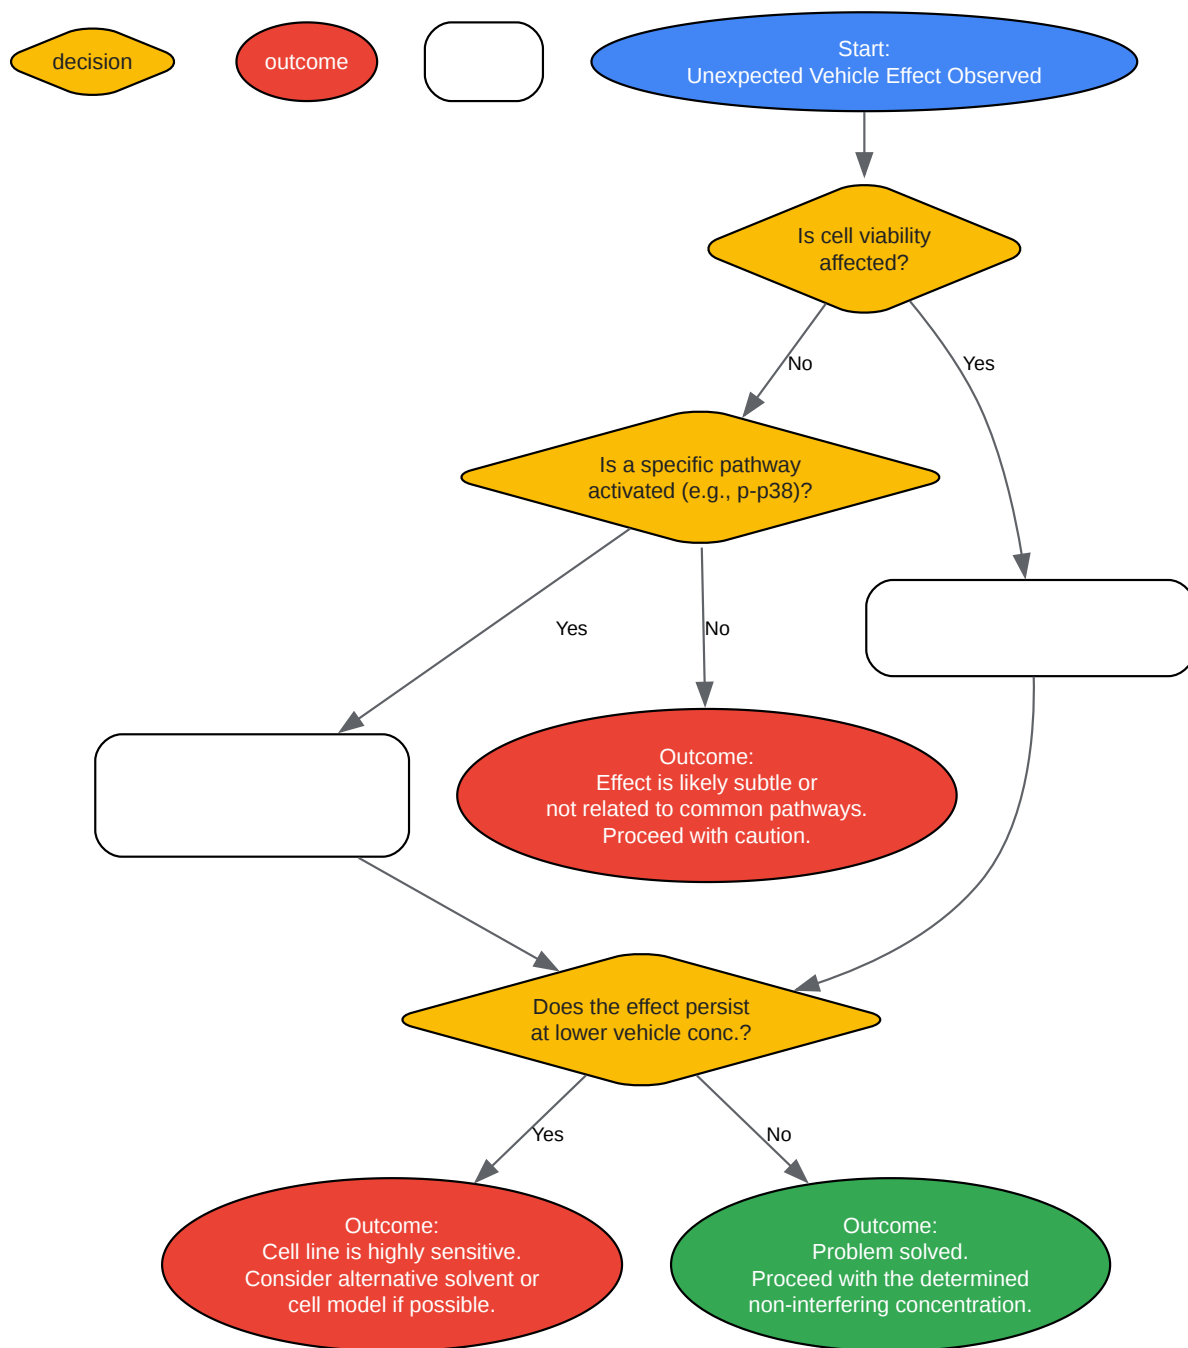 decision
outcome
Start:
Unexpected Vehicle Effect Observed
Is cell viability
affected?
No
Yes
Is a specific pathway
activated (e.g., p-p38)?
Yes
No
Outcome:
Effect is likely subtle or
not related to common pathways.
Proceed with caution.
Does the effect persist
at lower vehicle conc.?
Yes
No
Outcome:
Cell line is highly sensitive.
Consider alternative solvent or
cell model if possible.
Outcome:
Problem solved.
Proceed with the determined
non-interfering concentration.